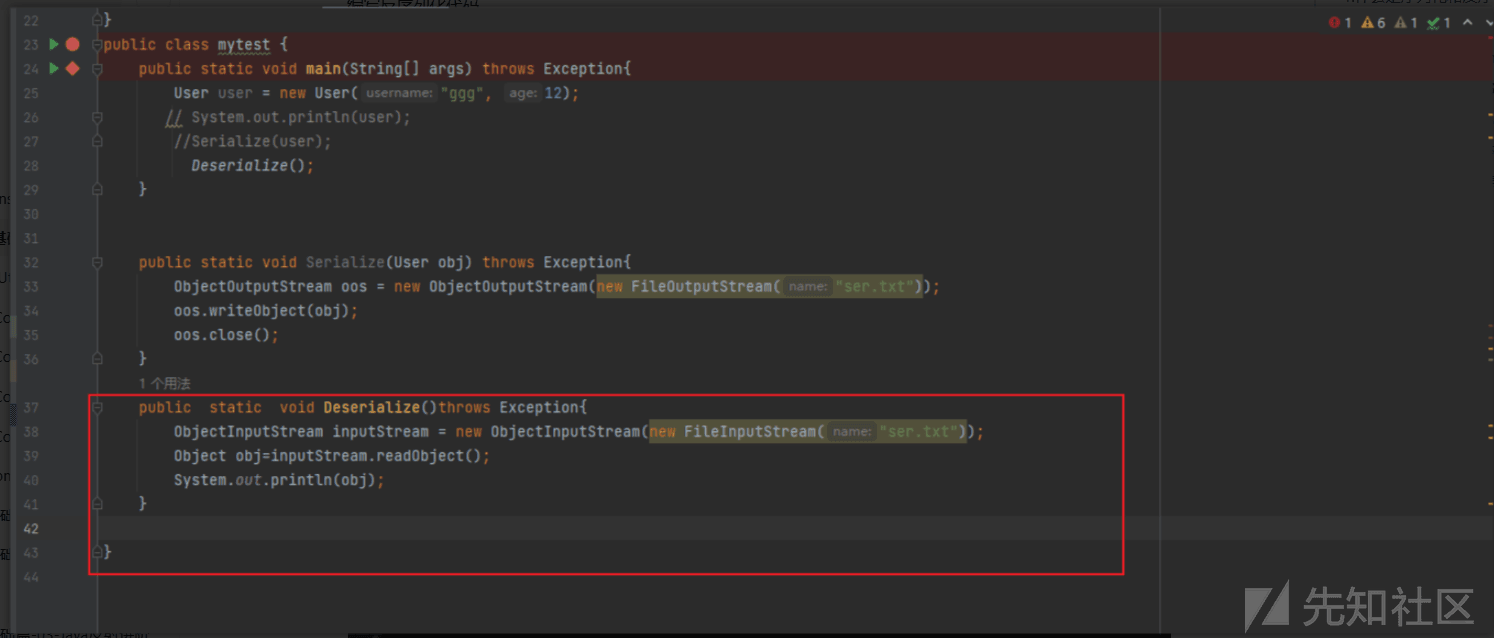 1 6 1 1
22 }
23 public class mytest {
24 public static void main(String[] args) throws Exception{
25 User user = new User( username: "ggg", age: 12);
26 // System.out.println(user);
27 //Serialize(user);
28 Deserialize();
29 }
30
31
32 public static void Serialize(User obj) throws Exception{
33 ObjectOutputStream oos = new ObjectOutputStream(new FileOutputStream( name: "ser.txt"));
34 oos.writeObject(obj);
35 oos.close();
36 }
1 个用法
37 public static void Deserialize()throws Exception{
38 ObjectInputStream inputStream = new ObjectInputStream(new FileInputStream( name: "ser.txt"));
39 Object obj=inputStream.readObject();
40 System.out.println(obj);
41 }
42
43 }
44
先知社区